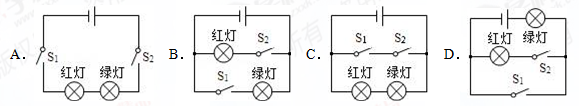 A. S₁ S₂ 红灯 绿灯
B. 红灯 S₂ S₁ 绿灯
C. S₁ S₂ 红灯 绿灯
D. 绿灯 红灯 S₂ S₁